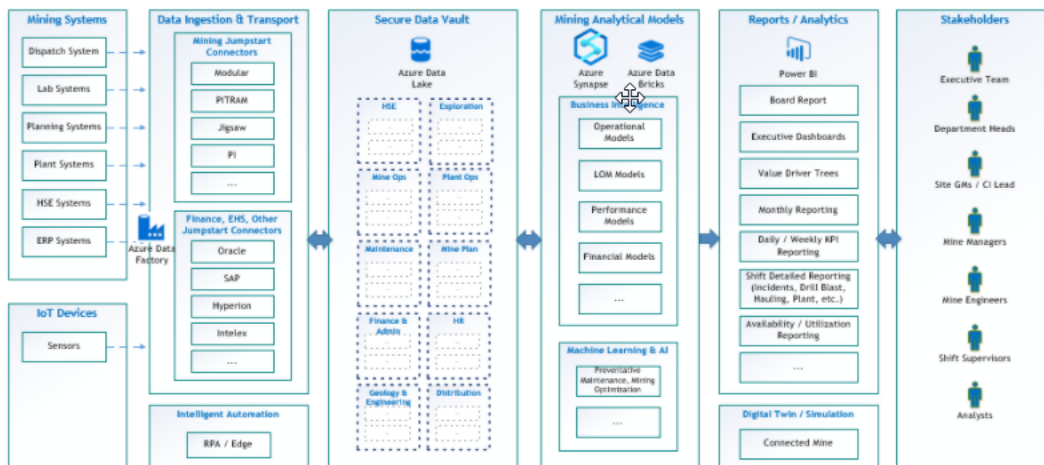 Mining Systems
Dispatch System
Lab Systems
Planning Systems
Plant Systems
HSE Systems
ERP Systems
IoT Devices
Sensors
Data Ingestion & Transport
Mining Jumpstart
Connectors
Modular
PITRAM
Jigsaw
PI
...
Azure Data
Factory
Finance, EHS, Other
Jumpstart Connectors
Oracle
SAP
Hyperion
Intelex
...
Intelligent Automation
RPA / Edge
Secure Data Vault
Azure Data
Lake
HSE
Exploration
Mine Ops
Plant Ops
Maintenance
Mine Plan
Finance &
Admin
HR
Geology &
Engineering
Distribution
Mining Analytical Models
Azure
Synapse
Azure Data
Bricks
Business
Operational
Models
LOM Models
Performance
Models
Financial Models
...
Machine Learning & AI
Preventative
Maintenance, Mining
Optimization
...
Reports / Analytics
Power BI
Board Report
Executive Dashboards
Value Driver Trees
Monthly Reporting
Daily / Weekly KPI
Reporting
Shift Detailed Reporting
(Incidents, Drill Blast,
Hauling, Plant, etc.)
Availability / Utilization
Reporting
...
Digital Twin / Simulation
Connected Mine
Stakeholders
Executive Team
Department Heads
Site GMs / CI Lead
Mine Managers
Mine Engineers
Shift Supervisors
Analysts